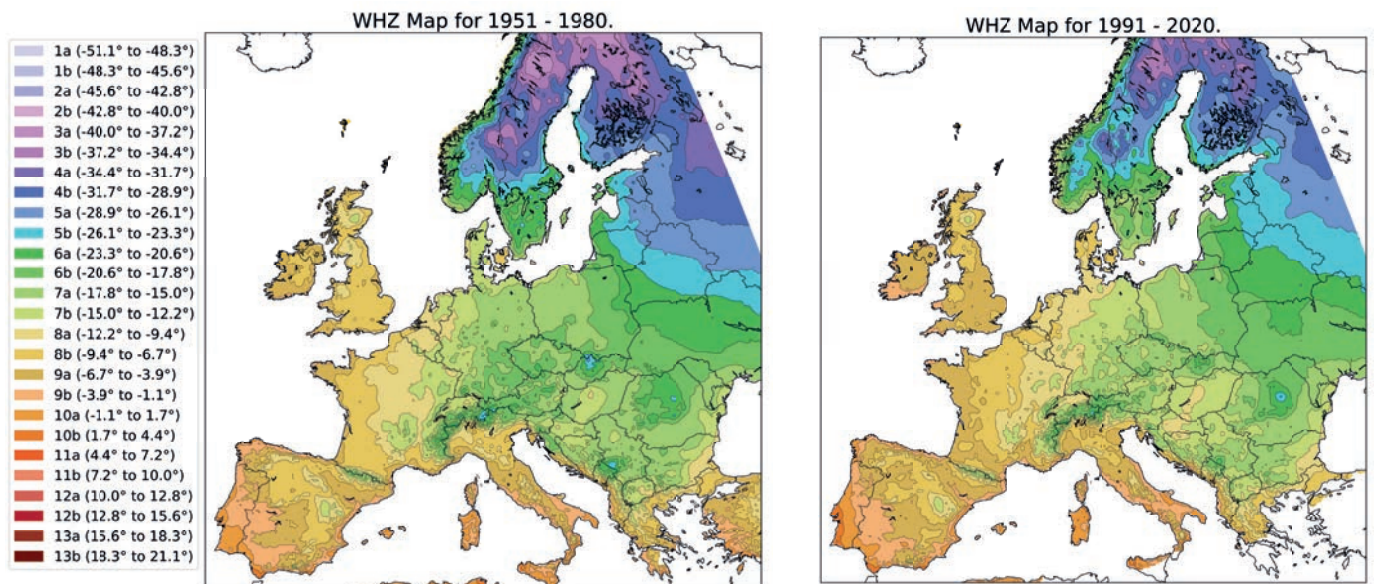 WHZ Map for 1951 - 1980.
WHZ Map for 1991 - 2020.
1a (-51.1° to -48.3°)
1b (-48.3° to -45.6°)
2a (-45.6° to -42.8°)
2b (-42.8° to -40.0°)
3a (-40.0° to -37.2°)
3b (-37.2° to -34.4°)
4a (-34.4° to -31.7°)
4b (-31.7° to -28.9°)
5a (-28.9° to -26.1°)
5b (-26.1° to -23.3°)
6a (-23.3° to -20.6°)
6b (-20.6° to -17.8°)
7a (-17.8° to -15.0°)
7b (-15.0° to -12.2°)
8a (-12.2° to -9.4°)
8b (-9.4° to -6.7°)
9a (-6.7° to -3.9°)
9b (-3.9° to -1.1°)
10a (-1.1° to 1.7°)
10b (1.7° to 4.4°)
11a (4.4° to 7.2°)
11b (7.2° to 10.0°)
12a (10.0° to 12.8°)
12b (12.8° to 15.6°)
13a (15.6° to 18.3°)
13b (18.3° to 21.1°)